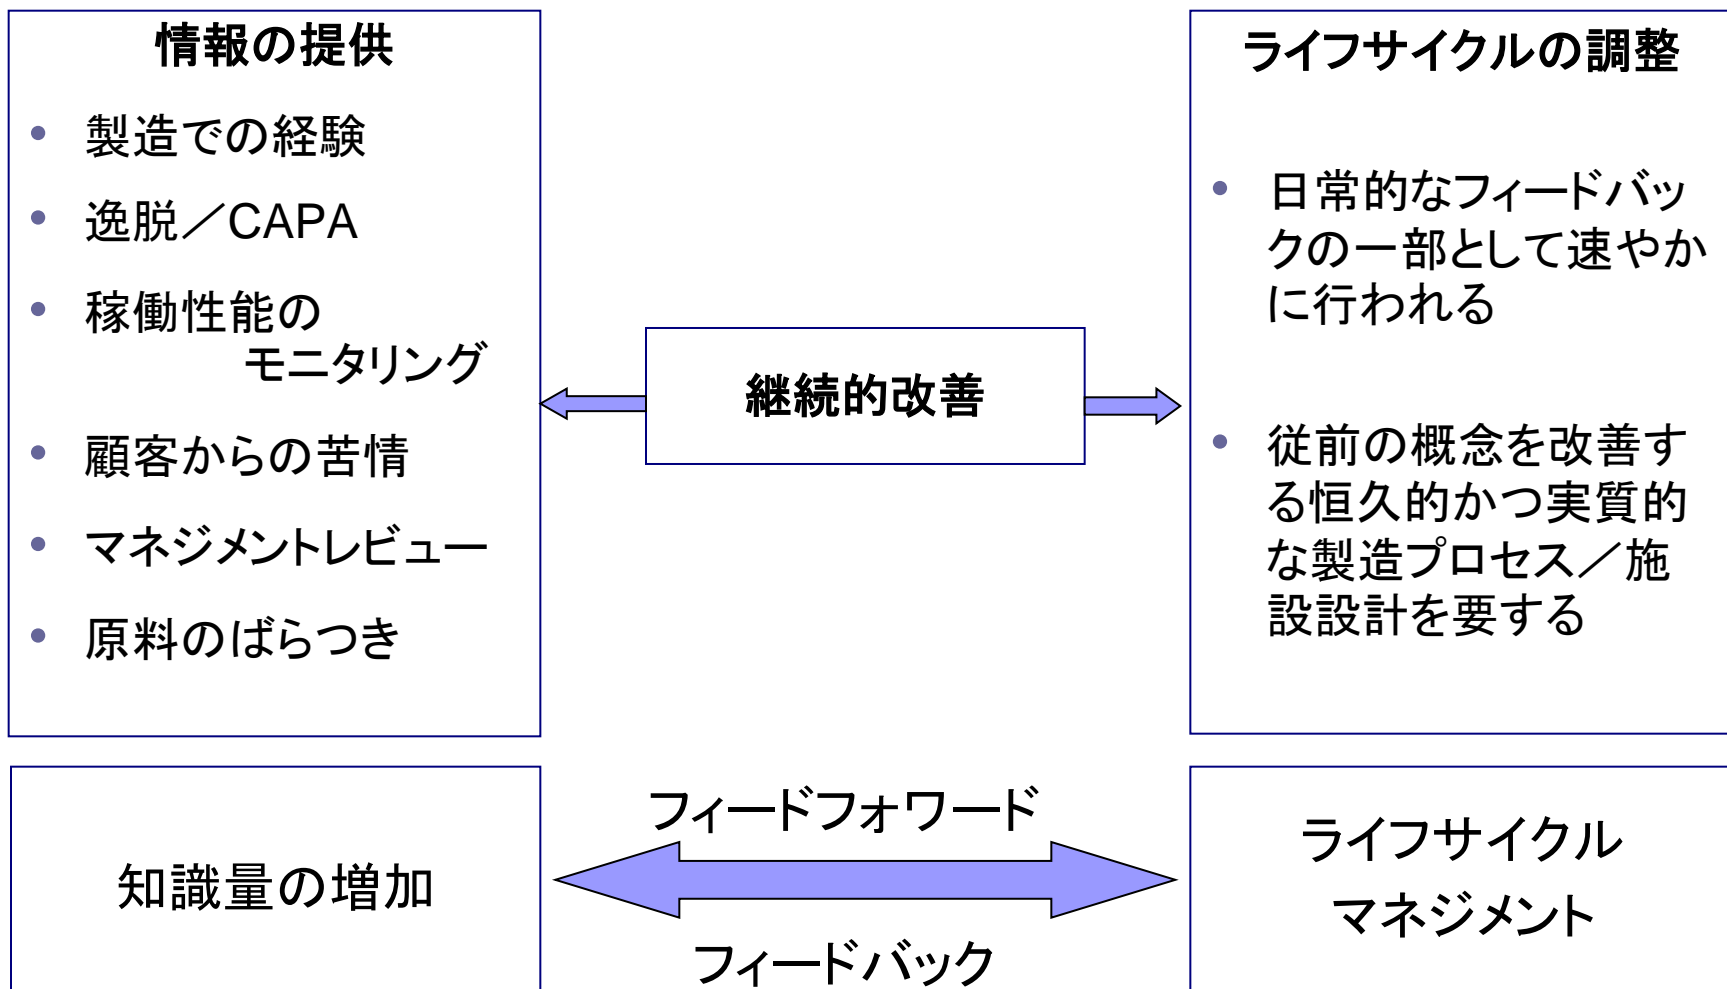 情報の提供
• 製造での経験
• 逸脱／CAPA
• 稼働性能の
モニタリング
• 顧客からの苦情
• マネジメントレビュー
• 原料のばらつき
継続的改善
ライフサイクルの調整
• 日常的なフィードバッ
クの一部として速やか
に行われる
• 従前の概念を改善す
る恒久的かつ実質的
な製造プロセス／施
設設計を要する
知識量の増加
フィードフォワード
フィードバック
ライフサイクル
マネジメント